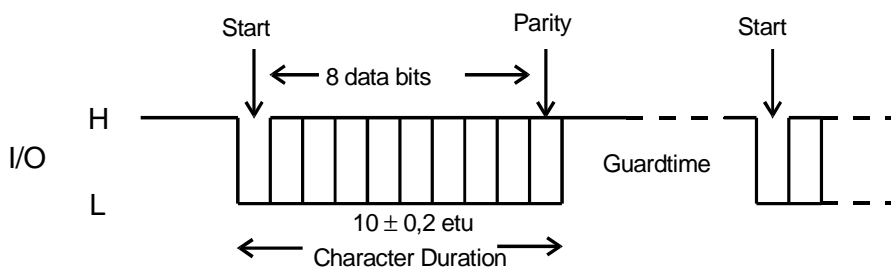 Start
Parity
Start
8 data bits
H
I/O
Guardtime
L
10 ± 0,2 etu
Character Duration